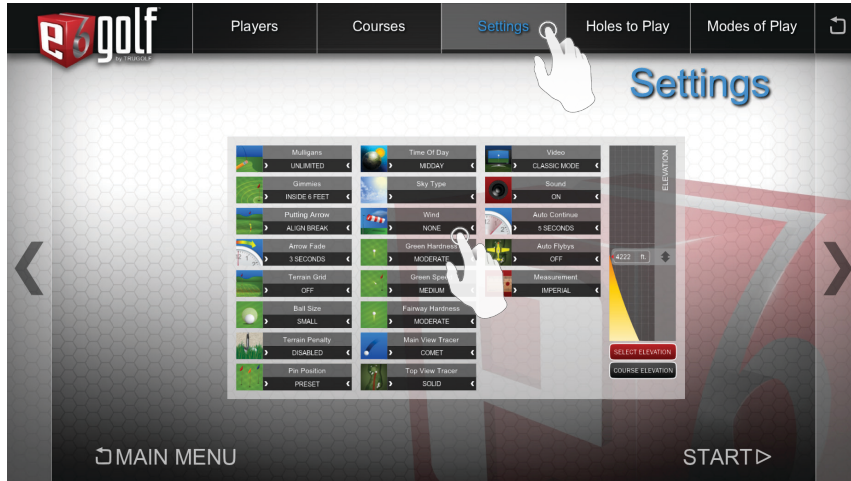 e6golf
by TRUGOLF
Players
Courses
Settings
Holes to Play
Modes of Play
Settings
Mulligans
UNLIMITED
Gimmies
INSIDE 6 FEET
Putting Arrow
ALIGN BREAK
Arrow Fade
3 SECONDS
Terrain Grid
OFF
Ball Size
SMALL
Terrain Penalty
DISABLED
Pin Position
PRESET
Time Of Day
MIDDAY
Sky Type
Wind
NONE
Green Hardness
MODERATE
Green Spe
MEDIUM
Fairway Hardness
MODERATE
Main View Tracer
COMET
Top View Tracer
SOLID
Video
CLASSIC MODE
Sound
ON
Auto Continue
5 SECONDS
Auto Flybys
OFF
Measurement
IMPERIAL
ELEVATION
4222 ft.
SELECT ELEVATION
COURSE ELEVATION
MAIN MENU
START